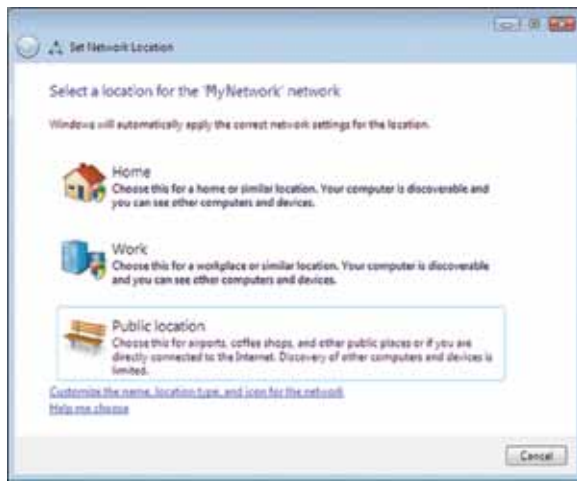 Set Network Location
Select a location for the 'MyNetwork' network
Windows will automatically apply the correct network settings for the location.
Home
Choose this for a home or similar location. Your computer is discoverable and
you can see other computers and devices.
Work
Choose this for a workplace or similar location. Your computer is discoverable
and you can see other computers and devices.
Public location
Choose this for airports, coffee shops, and other public places or if you are
directly connected to the Internet. Discovery of other computers and devices is
limited.
Customize the name, location type, and icon for the network
Help me choose
Cancel